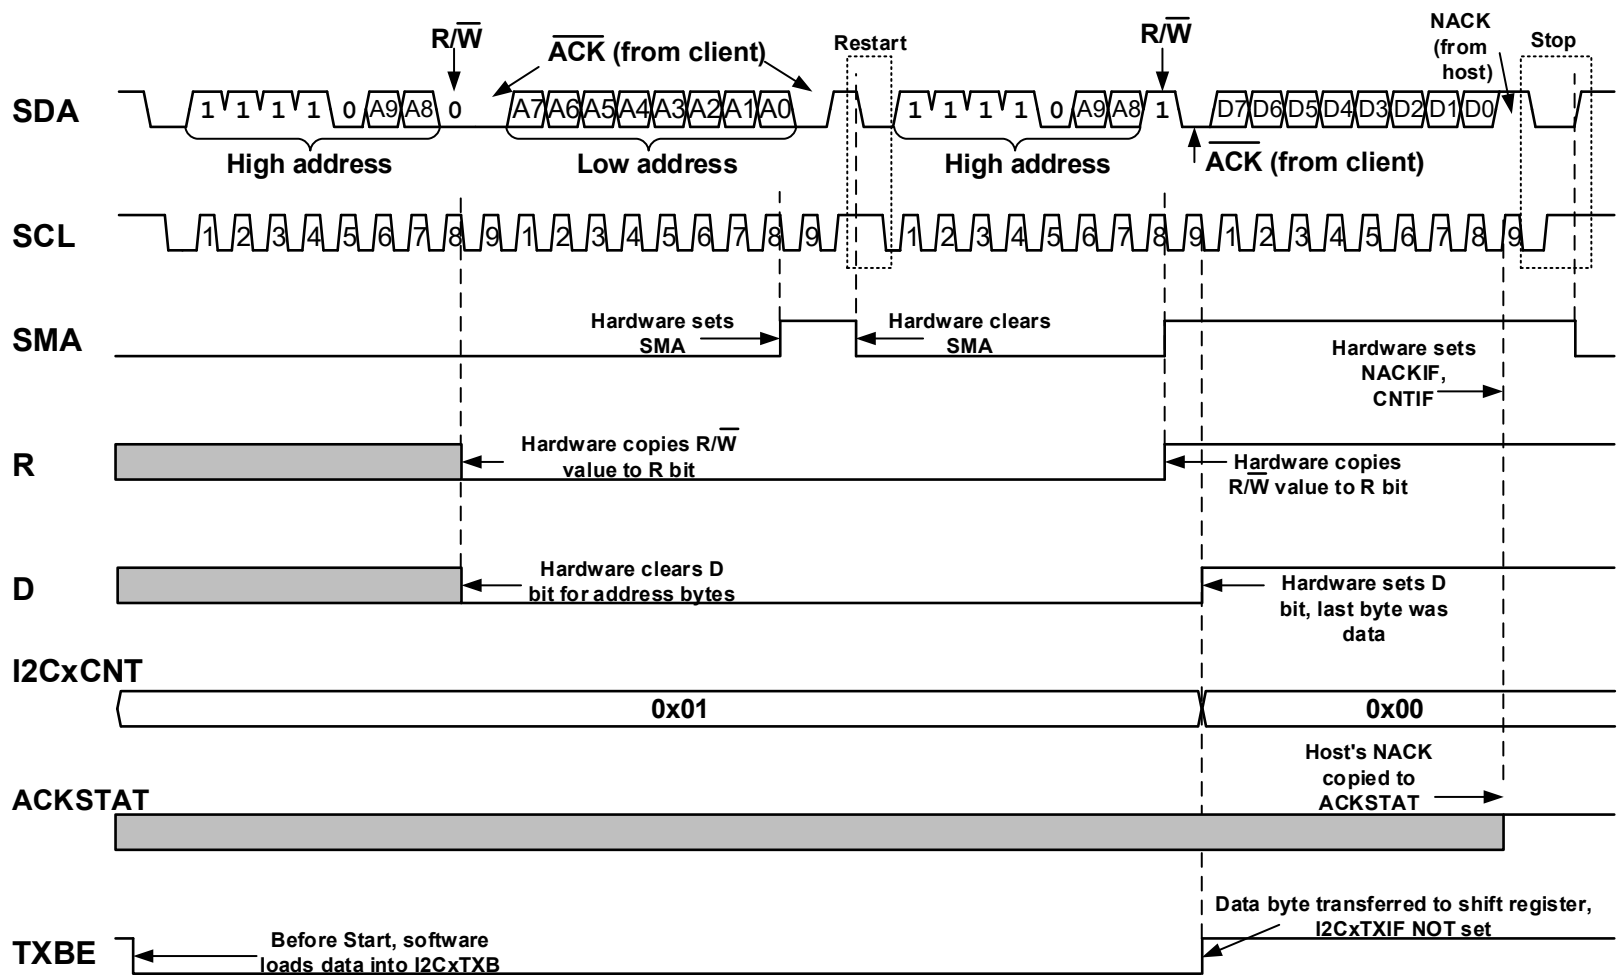 R/W
ACK (from client)
Restart
R/W
NACK
(from
host)
Stop
SDA
1 1 1 1 0 A9 A8 0 A7 A6 A5 A4 A3 A2 A1 A0 1 1 1 1 0 A9 A8 1 D7 D6 D5 D4 D3 D2 D1 D0
High address
Low address
High address
ACK (from client)
SCL
1 2 3 4 5 6 7 8 9 1 2 3 4 5 6 7 8 9 1 2 3 4 5 6 7 8 9 1 2 3 4 5 6 7 8 9
SMA
Hardware sets
SMA
Hardware clears
SMA
Hardware sets
NACKIF,
CNTIF
R
Hardware copies R/W
value to R bit
Hardware copies
R/W value to R bit
D
Hardware clears D
bit for address bytes
Hardware sets D
bit, last byte was
data
I2CxCNT
0x01
0x00
ACKSTAT
Host's NACK
copied to
ACKSTAT
TXBE
Before Start, software
loads data into I2CxTXB
Data byte transferred to shift register,
I2CxTXIF NOT set